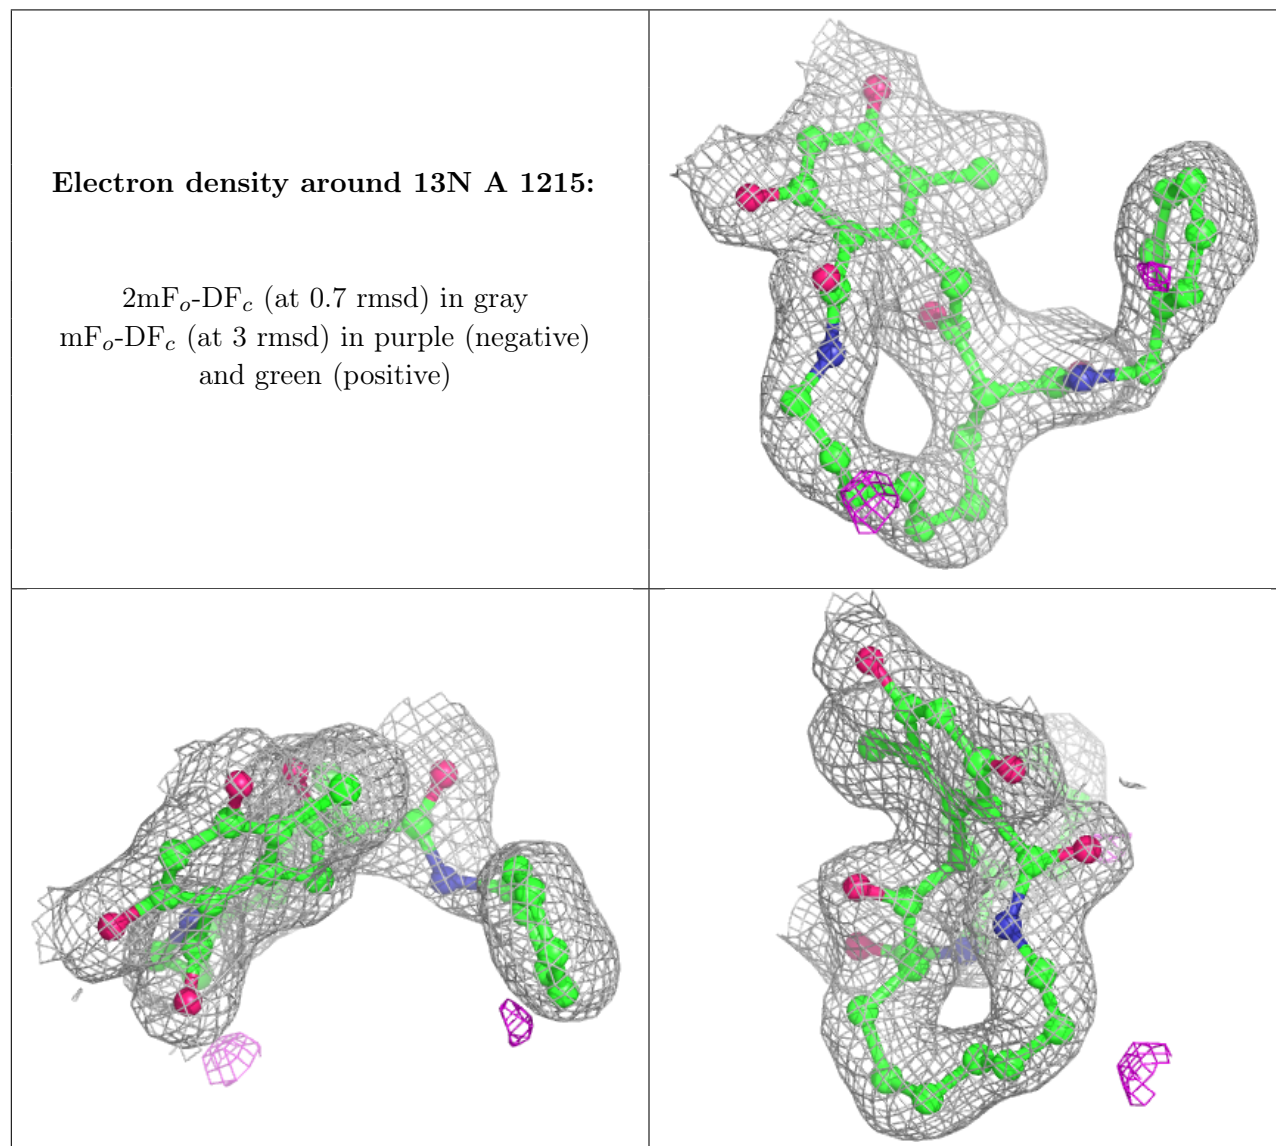 Electron density around 13N A 1215:
2mFo-DFc (at 0.7 rmsd) in gray
mFo-DFc (at 3 rmsd) in purple (negative)
and green (positive)